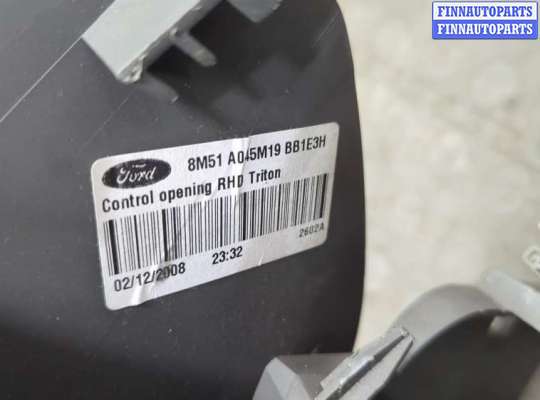 FINNAUTOPARTS
FINNAUTOPARTS
Ford
8M51 A045M19 BB1E3H
Control opening RHD Triton
2602A
02/12/2008 23:32